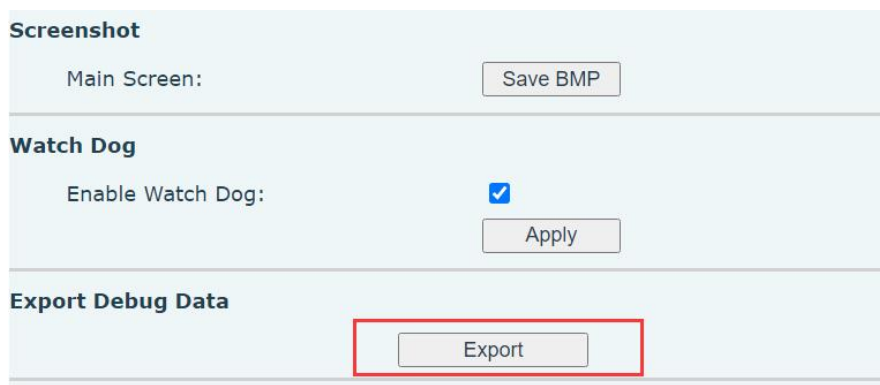 Screenshot
Main Screen: Save BMP
Watch Dog
Enable Watch Dog:
Apply
Export Debug Data
Export